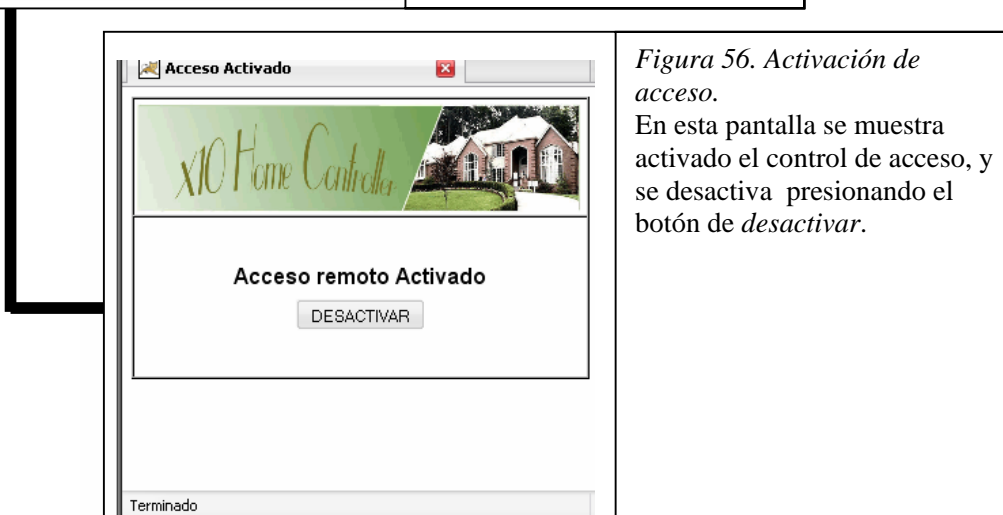 Acceso Activado
x10 Home Controller
Acceso remoto Activado
DESACTIVAR
Terminado
Figura 56. Activación de
acceso.
En esta pantalla se muestra
activado el control de acceso, y
se desactiva presionando el
botón de desactivar.